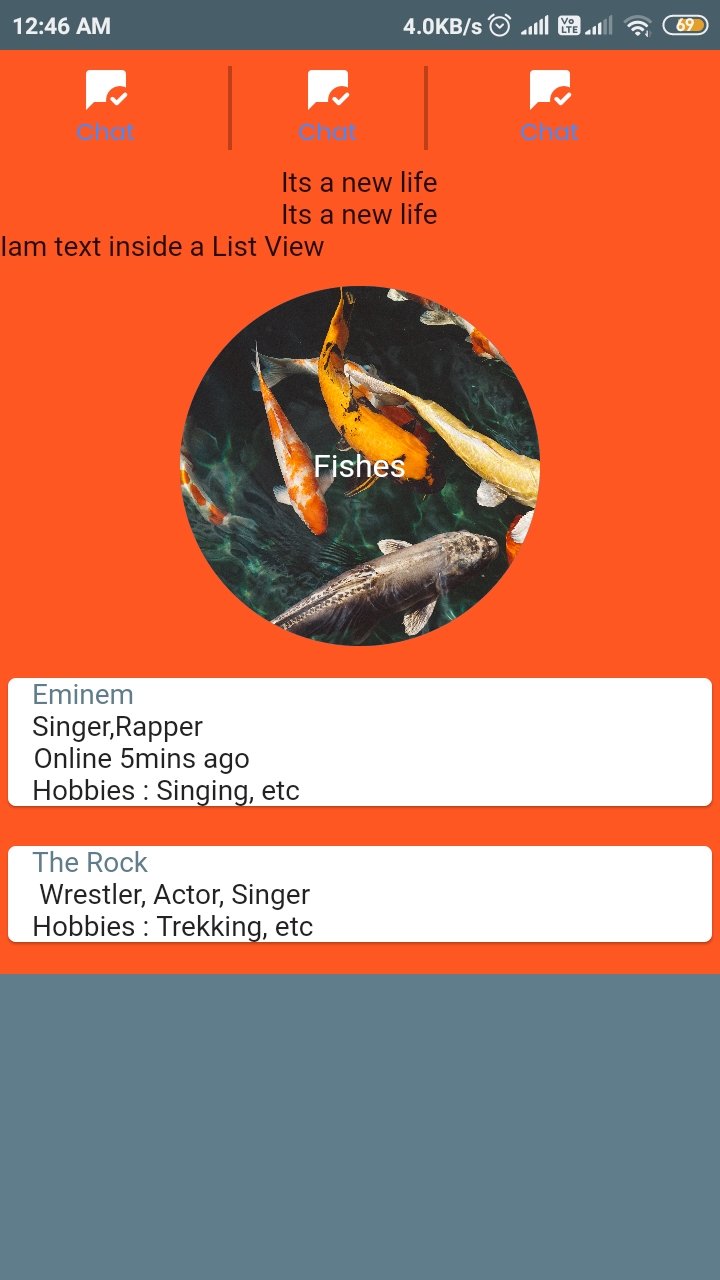 12:46 AM 4.0KB/s Vo LTE 69
Chat Chat Chat
Its a new life
Its a new life
Iam text inside a List View
Fishes
Eminem
Singer,Rapper
Online 5mins ago
Hobbies : Singing, etc
The Rock
Wrestler, Actor, Singer
Hobbies : Trekking, etc